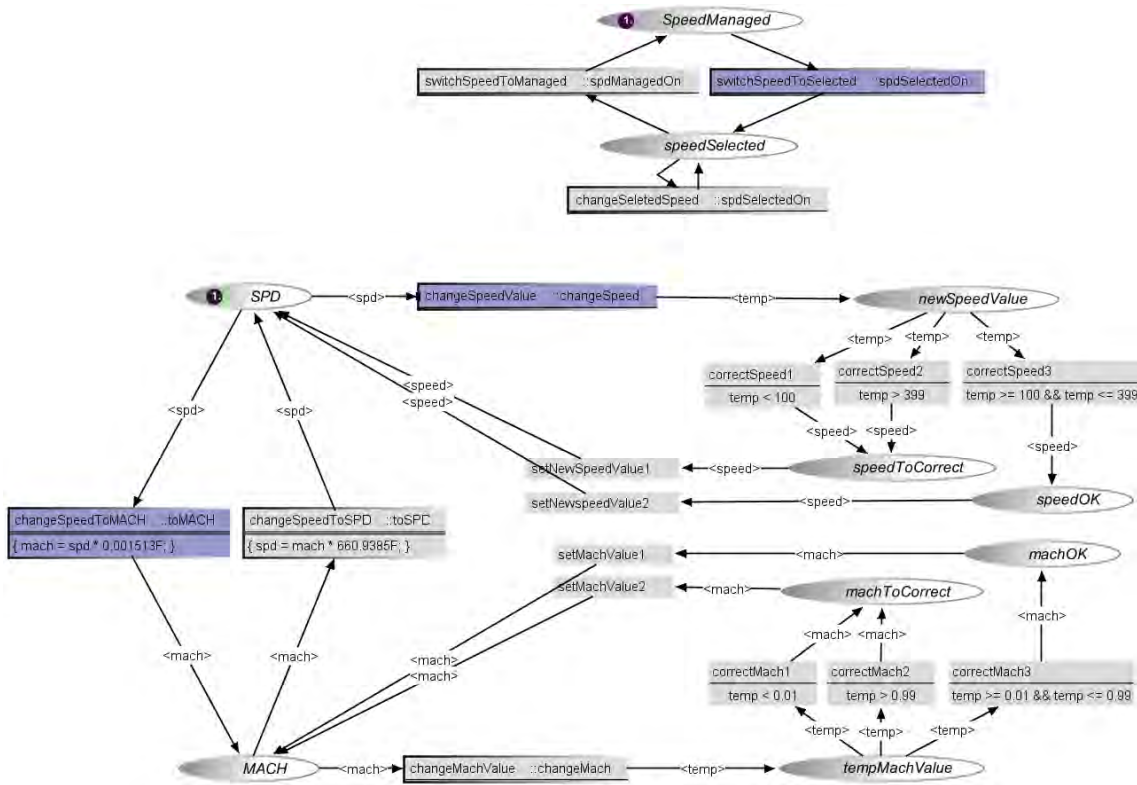 1. SpeedManaged
switchSpeedToManaged ::spdManagedOn
switchSpeedToSelected ::spdSelectedOn
speedSelected
changeSeletedSpeed ::spdSelectedOn
1. SPD
<spd>
changeSpeedValue ::changeSpeed
<temp>
newSpeedValue
<temp>
<temp>
<temp>
correctSpeed1
temp < 100
correctSpeed2
temp > 399
correctSpeed3
temp >= 100 && temp <= 399
<speed>
<speed>
<spd>
<spd>
<speed>
<speed>
<speed>
setNewSpeedValue1
<speed>
speedToCorrect
setNewspeedValue2
<speed>
speedOK
changeSpeedToMACH ::toMACH
{ mach = spd * 0.001513F; }
changeSpeedToSPD ::toSPD
{ spd = mach * 660.9385F; }
setMachValue1
<mach>
machOK
setMachValue2
<mach>
machToCorrect
<mach>
<mach>
<mach>
<mach>
<mach>
<mach>
<mach>
correctMach1
temp < 0.01
correctMach2
temp > 0.99
correctMach3
temp >= 0.01 && temp <= 0.99
<temp>
<temp>
<temp>
MACH
<mach>
changeMachValue ::changeMach
<temp>
tempMachValue